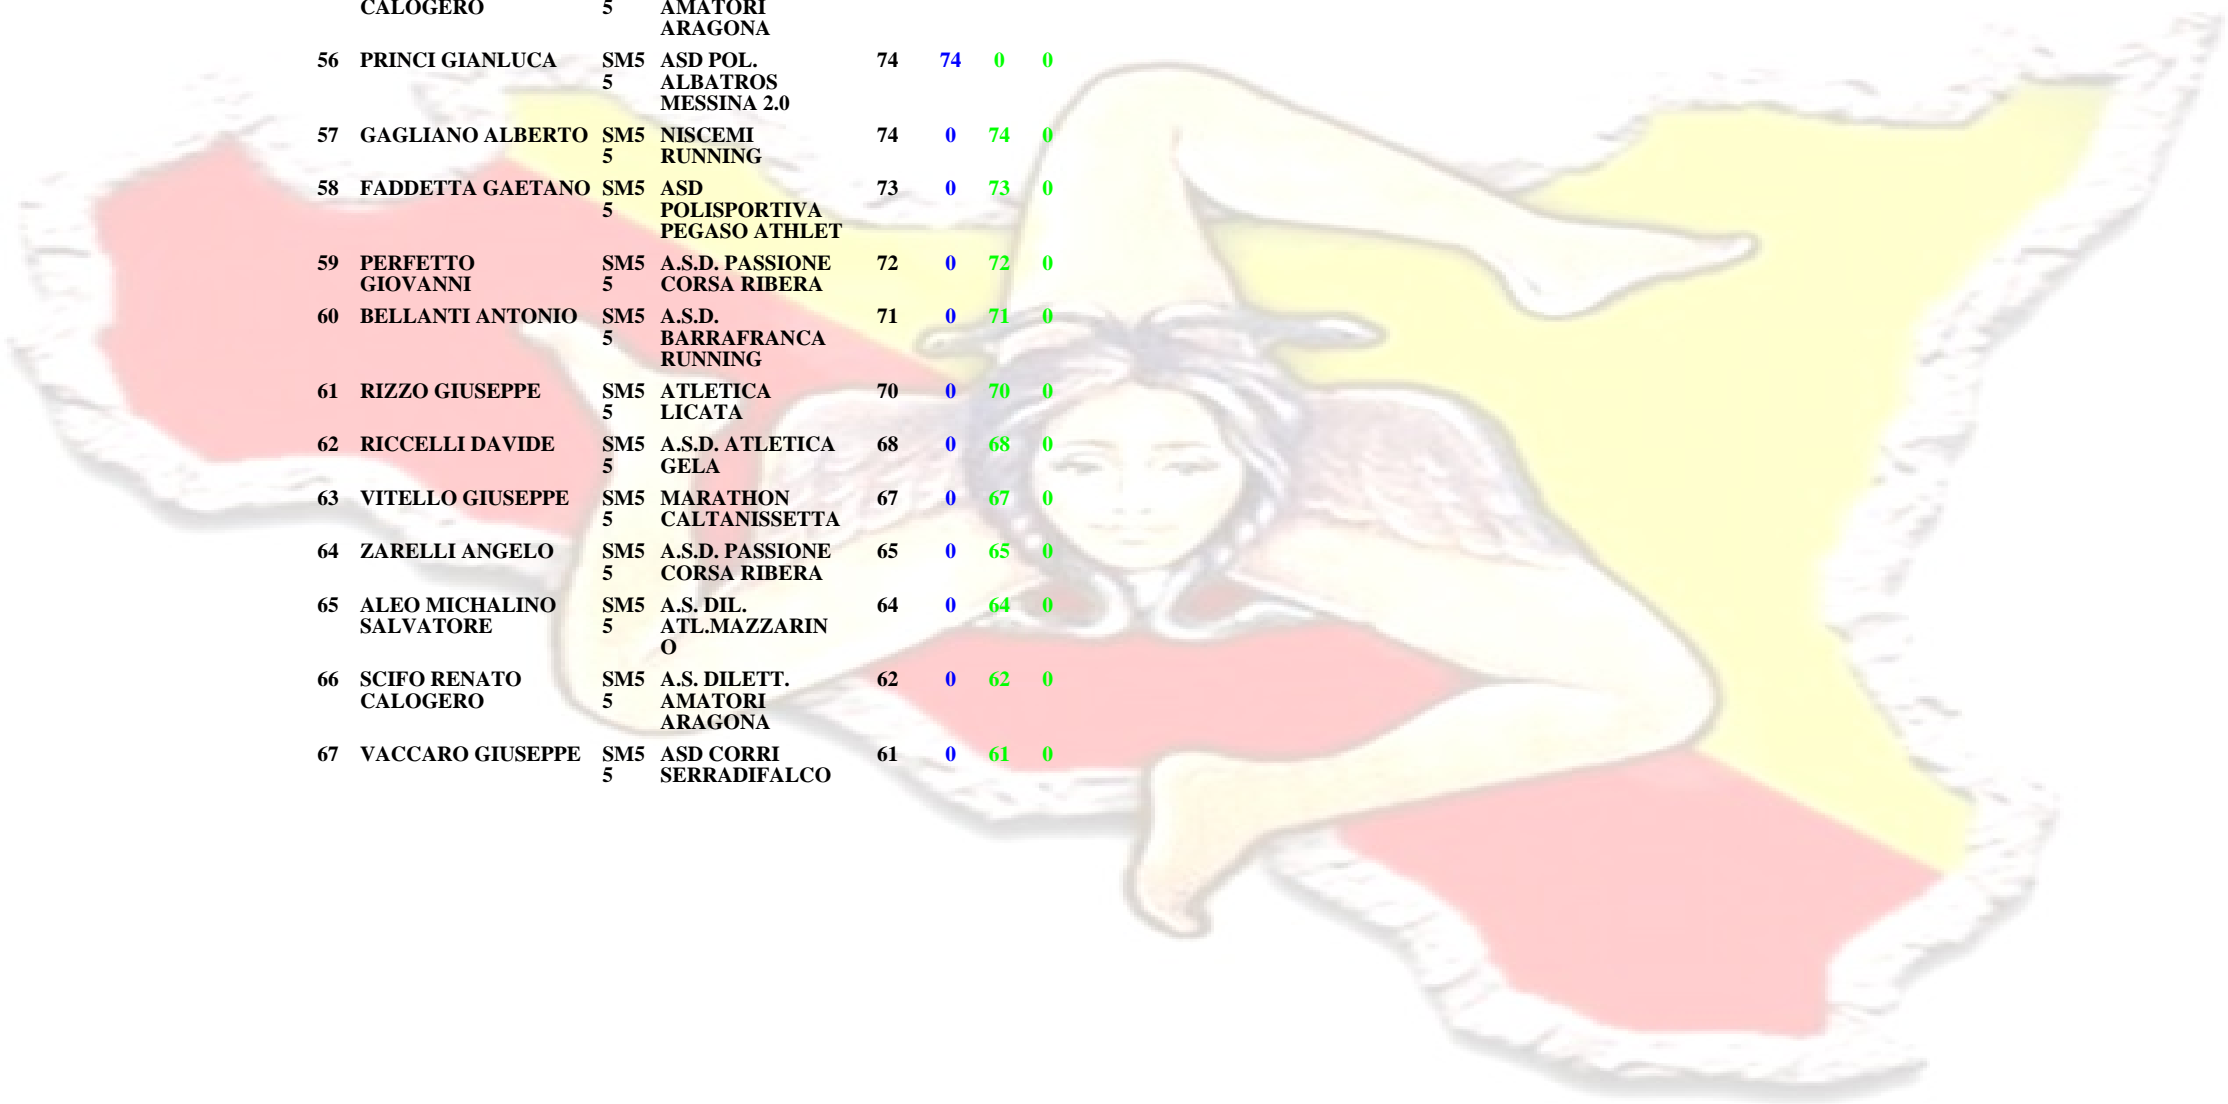 CALOGERO 5 AMATORI
ARAGONA
56 PRINCI GIANLUCA SM5 ASD POL. 74 74 0 0
5 ALBATROS
MESSINA 2.0
57 GAGLIANO ALBERTO SM5 NISCEMI 74 0 74 0
5 RUNNING
58 FADDETTA GAETANO SM5 ASD 73 0 73 0
5 POLISPORTIVA
PEGASO ATHLET
59 PERFETTO SM5 A.S.D. PASSIONE 72 0 72 0
GIOVANNI 5 CORSA RIBERA
60 BELLANTI ANTONIO SM5 A.S.D. 71 0 71 0
5 BARRAFRANCA
RUNNING
61 RIZZO GIUSEPPE SM5 ATLETICA 70 0 70 0
5 LICATA
62 RICCELLI DAVIDE SM5 A.S.D. ATLETICA 68 0 68 0
5 GELA
63 VITELLO GIUSEPPE SM5 MARATHON 67 0 67 0
5 CALTANISSETTA
64 ZARELLI ANGELO SM5 A.S.D. PASSIONE 65 0 65 0
5 CORSA RIBERA
65 ALEO MICHALINO SM5 A.S. DIL. 64 0 64 0
SALVATORE 5 ATL.MAZZARIN
O
66 SCIFO RENATO SM5 A.S. DILETT. 62 0 62 0
CALOGERO 5 AMATORI
ARAGONA
67 VACCARO GIUSEPPE SM5 ASD CORRI 61 0 61 0
5 SERRADIFALCO